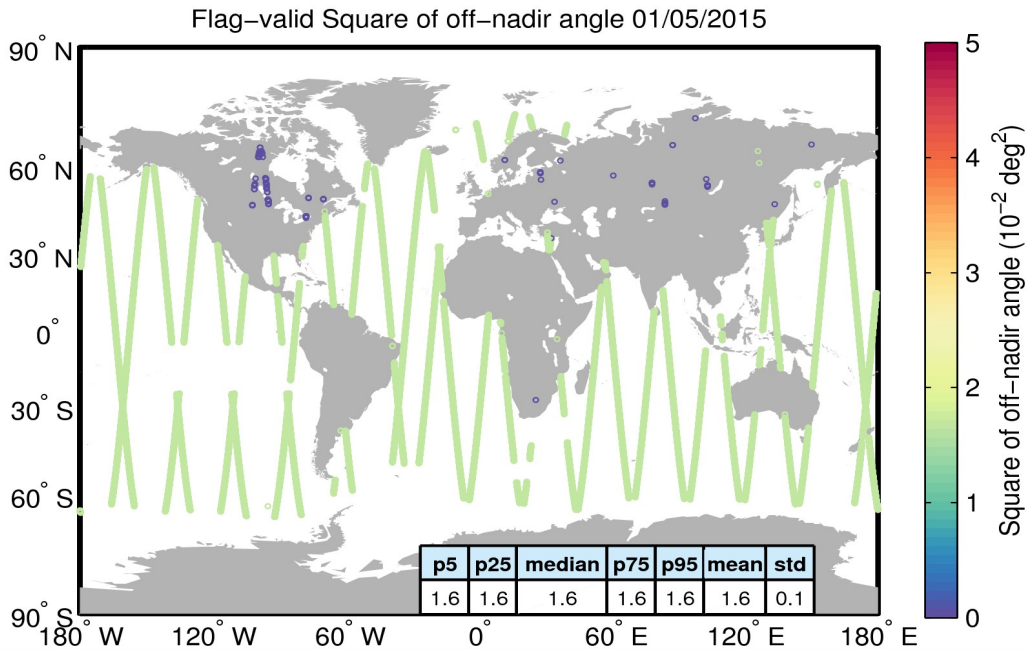 Flag−valid Square of off−nadir angle 01/05/2015
90° N
60° N
30° N
0°
30° S
60° S
90° S
180° W
120° W
60° W
0°
60° E
120° E
180° E
p5 p25 median p75 p95 mean std
1.6 1.6 1.6 1.6 1.6 1.6 0.1
5
4
3
2
1
0
Square of off−nadir angle (10⁻² deg²)